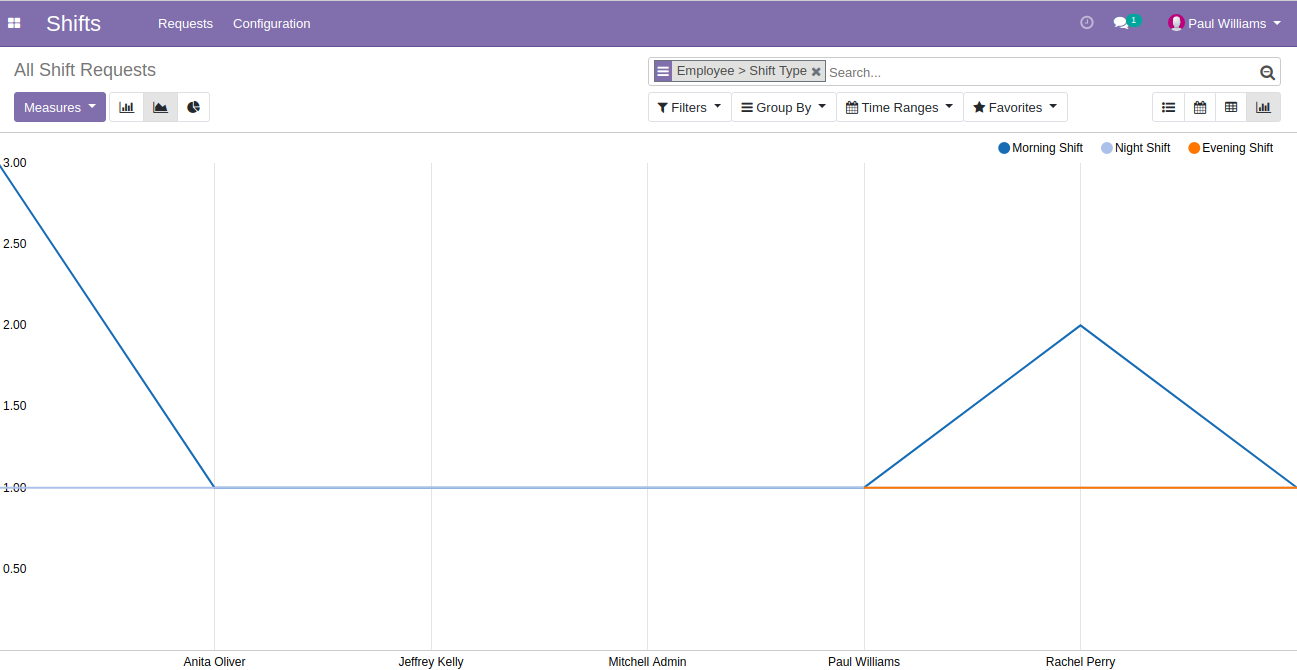 Shifts
Requests
Configuration
1
Paul Williams
All Shift Requests
Employee > Shift Type
Search...
Measures
Filters
Group By
Time Ranges
Favorites
Morning Shift
Night Shift
Evening Shift
3.00
2.50
2.00
1.50
1.00
0.50
Anita Oliver
Jeffrey Kelly
Mitchell Admin
Paul Williams
Rachel Perry